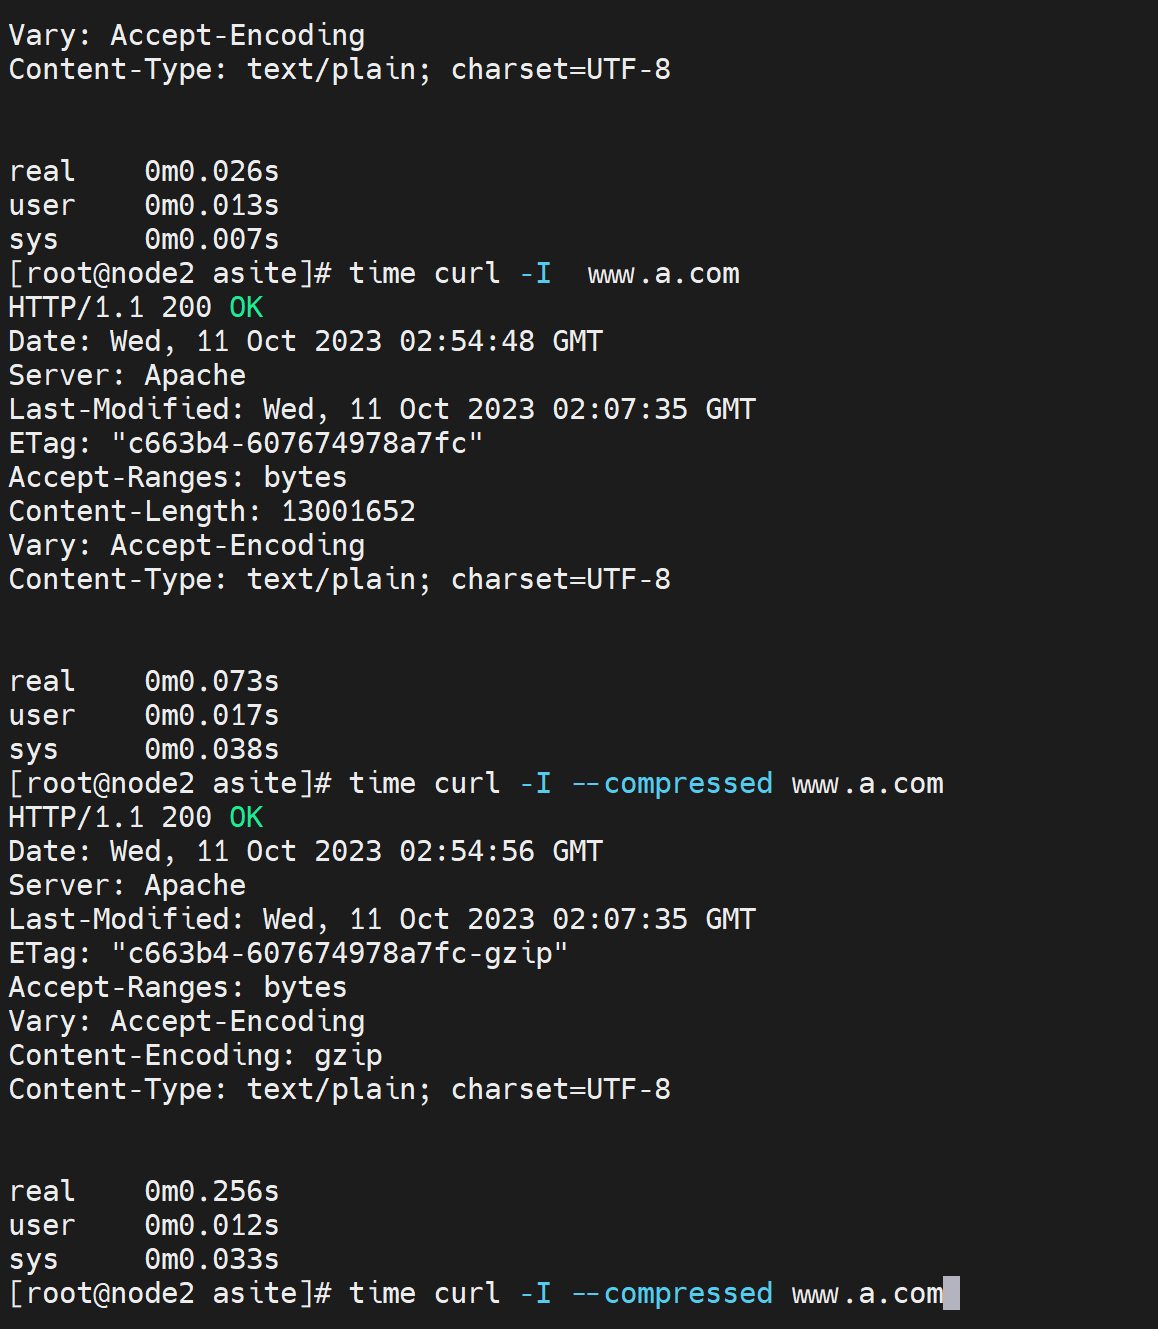 Vary: Accept-Encoding
Content-Type: text/plain; charset=UTF-8
real    0m0.026s
user    0m0.013s
sys     0m0.007s
[root@node2 asite]# time curl -I  www.a.com
HTTP/1.1 200 OK
Date: Wed, 11 Oct 2023 02:54:48 GMT
Server: Apache
Last-Modified: Wed, 11 Oct 2023 02:07:35 GMT
ETag: "c663b4-607674978a7fc"
Accept-Ranges: bytes
Content-Length: 13001652
Vary: Accept-Encoding
Content-Type: text/plain; charset=UTF-8
real    0m0.073s
user    0m0.017s
sys     0m0.038s
[root@node2 asite]# time curl -I --compressed www.a.com
HTTP/1.1 200 OK
Date: Wed, 11 Oct 2023 02:54:56 GMT
Server: Apache
Last-Modified: Wed, 11 Oct 2023 02:07:35 GMT
ETag: "c663b4-607674978a7fc-gzip"
Accept-Ranges: bytes
Vary: Accept-Encoding
Content-Encoding: gzip
Content-Type: text/plain; charset=UTF-8
real    0m0.256s
user    0m0.012s
sys     0m0.033s
[root@node2 asite]# time curl -I --compressed www.a.com